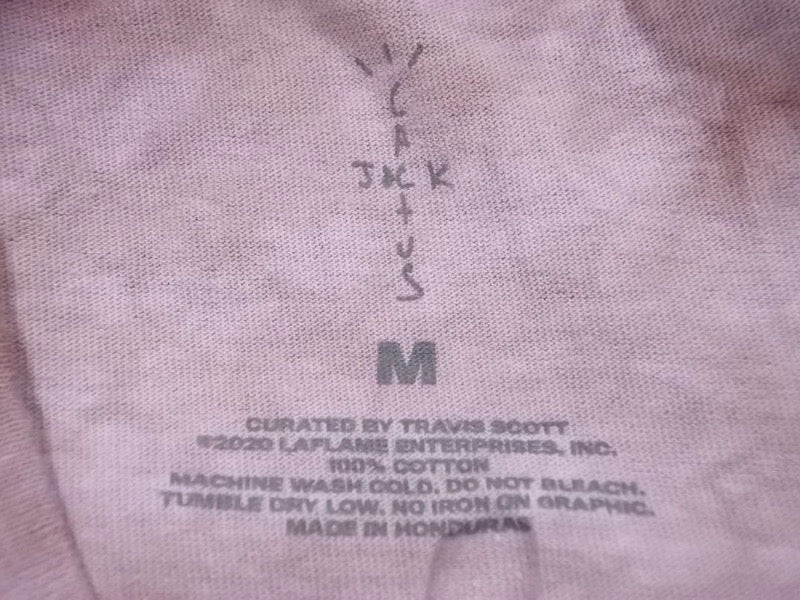 CACTUS
JACK
M
CURATED BY TRAVIS SCOTT
©2020 LAFLAME ENTERPRISES, INC.
100% COTTON
MACHINE WASH COLD. DO NOT BLEACH.
TUMBLE DRY LOW. NO IRON ON GRAPHIC.
MADE IN HONDURAS